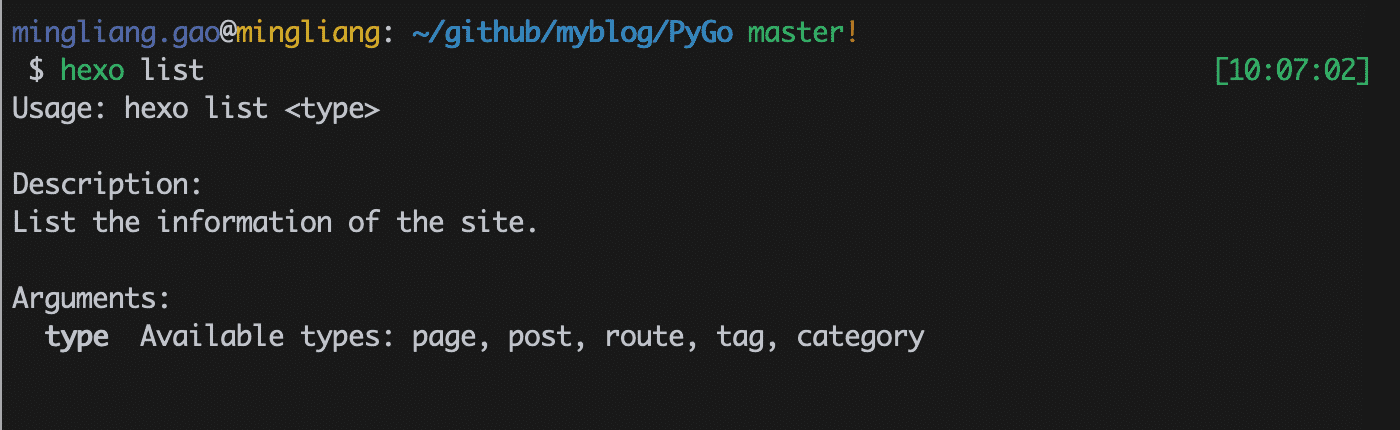 mingliang.gao@mingliang: ~/github/myblog/PyGo master!
$ hexo list [10:07:02]
Usage: hexo list <type>
Description:
List the information of the site.
Arguments:
type Available types: page, post, route, tag, category